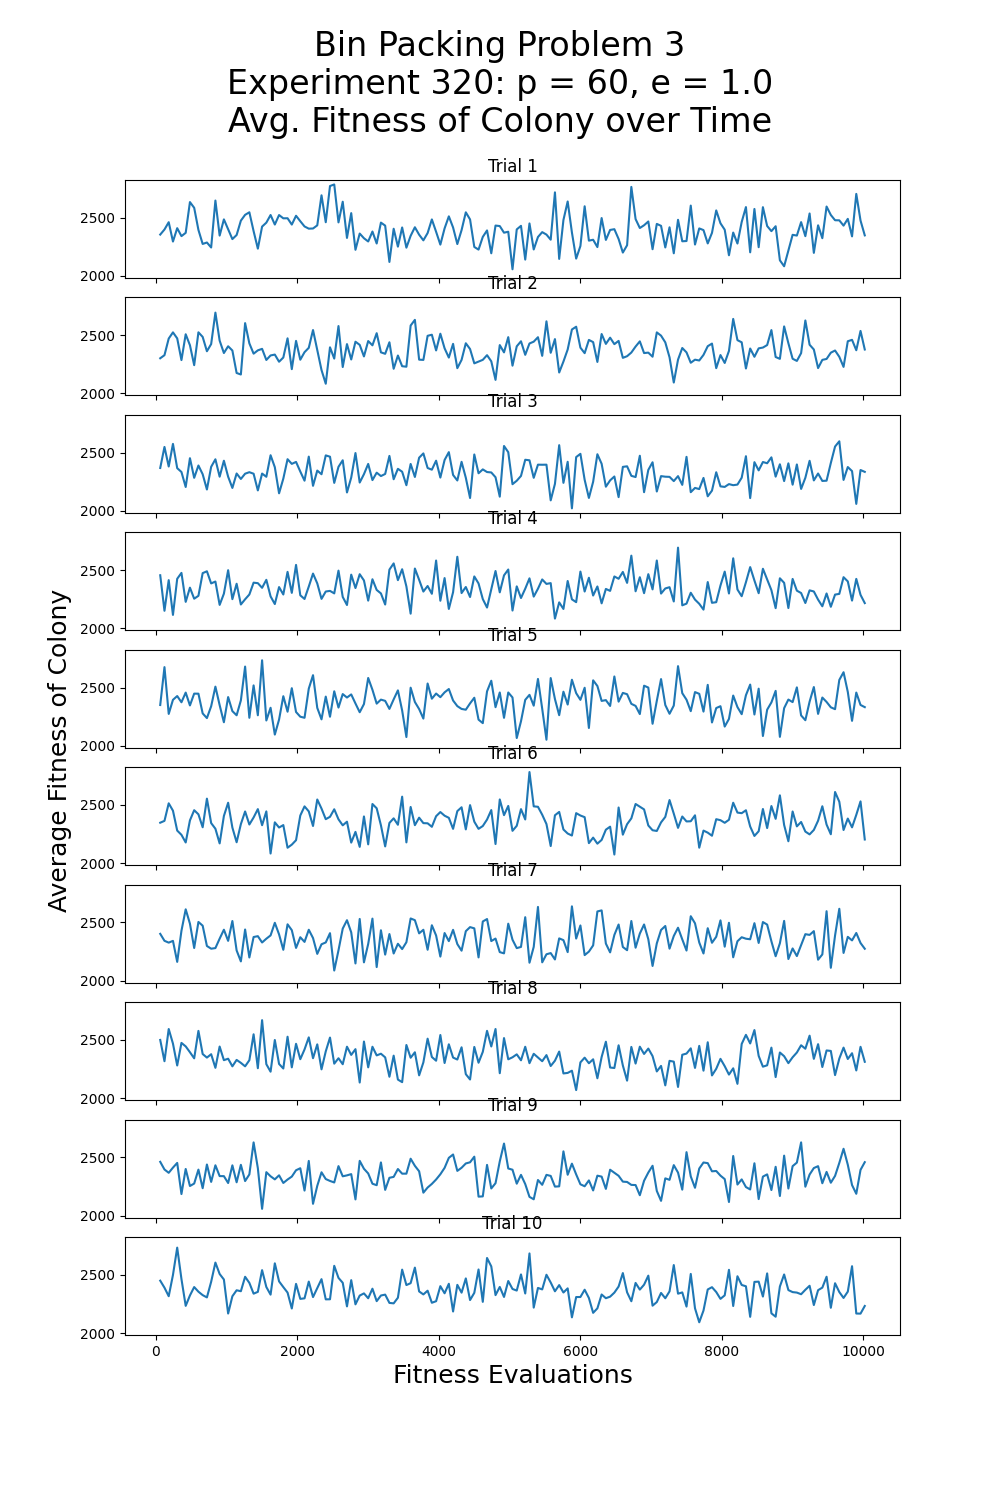 Bin Packing Problem 3
Experiment 320: p = 60, e = 1.0
Avg. Fitness of Colony over Time
Trial 1
2500
2000
Trial 2
2500
2000
Trial 3
2500
2000
Trial 4
2500
2000
Trial 5
2500
2000
Trial 6
2500
2000
Trial 7
2500
2000
Trial 8
2500
2000
Trial 9
2500
2000
Trial 10
2500
2000
0 2000 4000 6000 8000 10000
Fitness Evaluations
Average Fitness of Colony